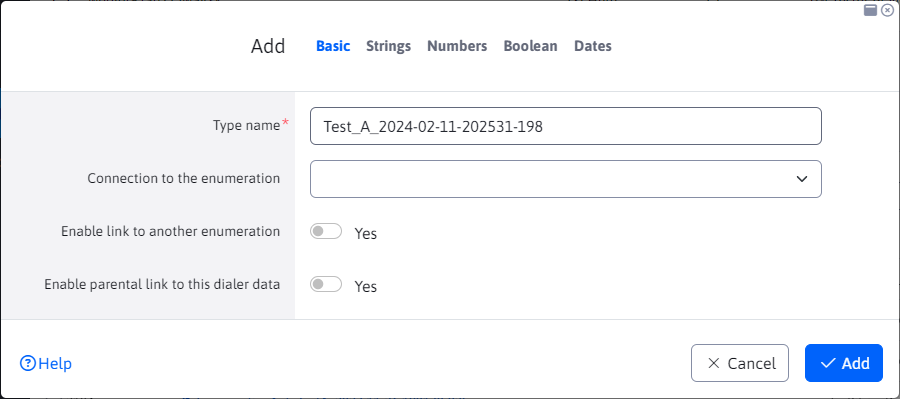 Add Basic Strings Numbers Boolean Dates
Type name*
Test_A_2024-02-11-202531-198
Connection to the enumeration
Enable link to another enumeration
Yes
Enable parental link to this dialer data
Yes
Help
Cancel
Add